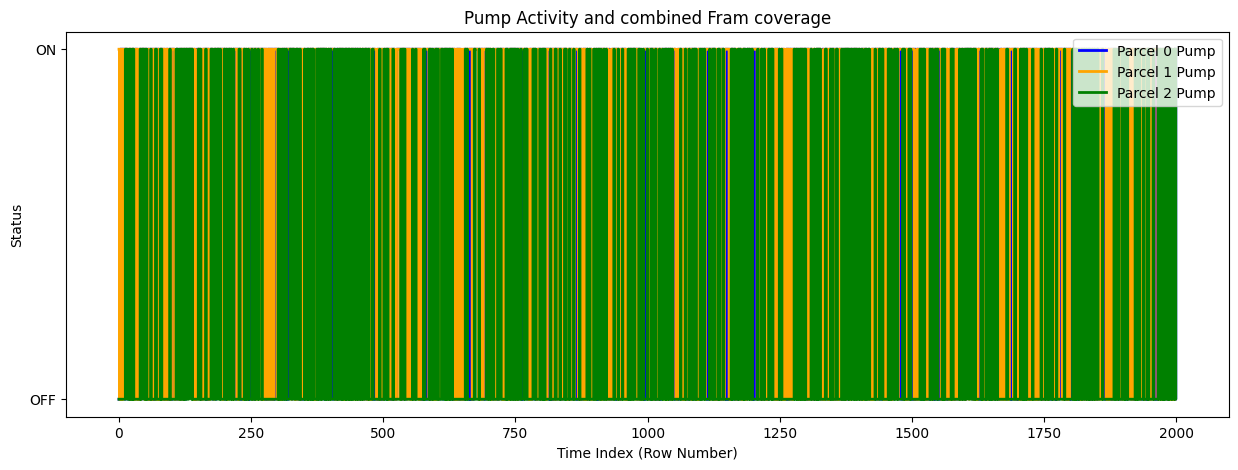 Pump Activity and combined Fram coverage
ON
OFF
Status
Parcel 0 Pump
Parcel 1 Pump
Parcel 2 Pump
0 250 500 750 1000 1250 1500 1750 2000
Time Index (Row Number)